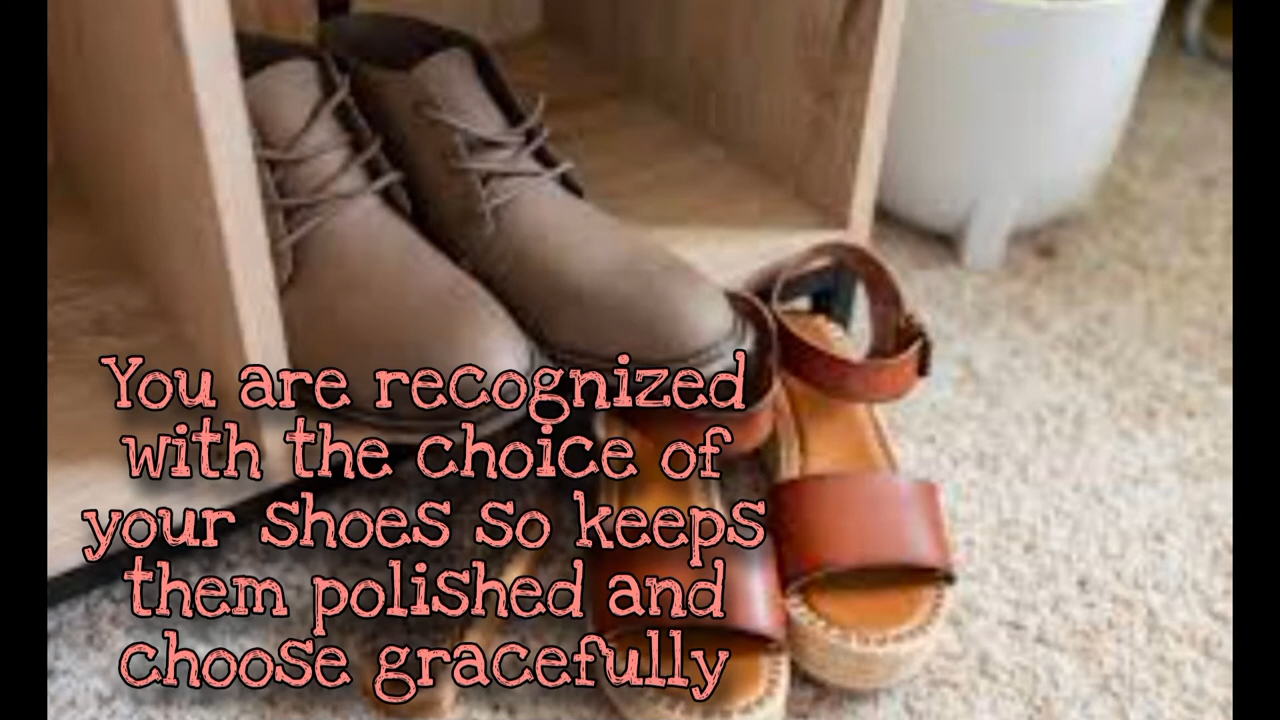 You are recognized
with the choice of
your shoes so keeps
them polished and
choose gracefully